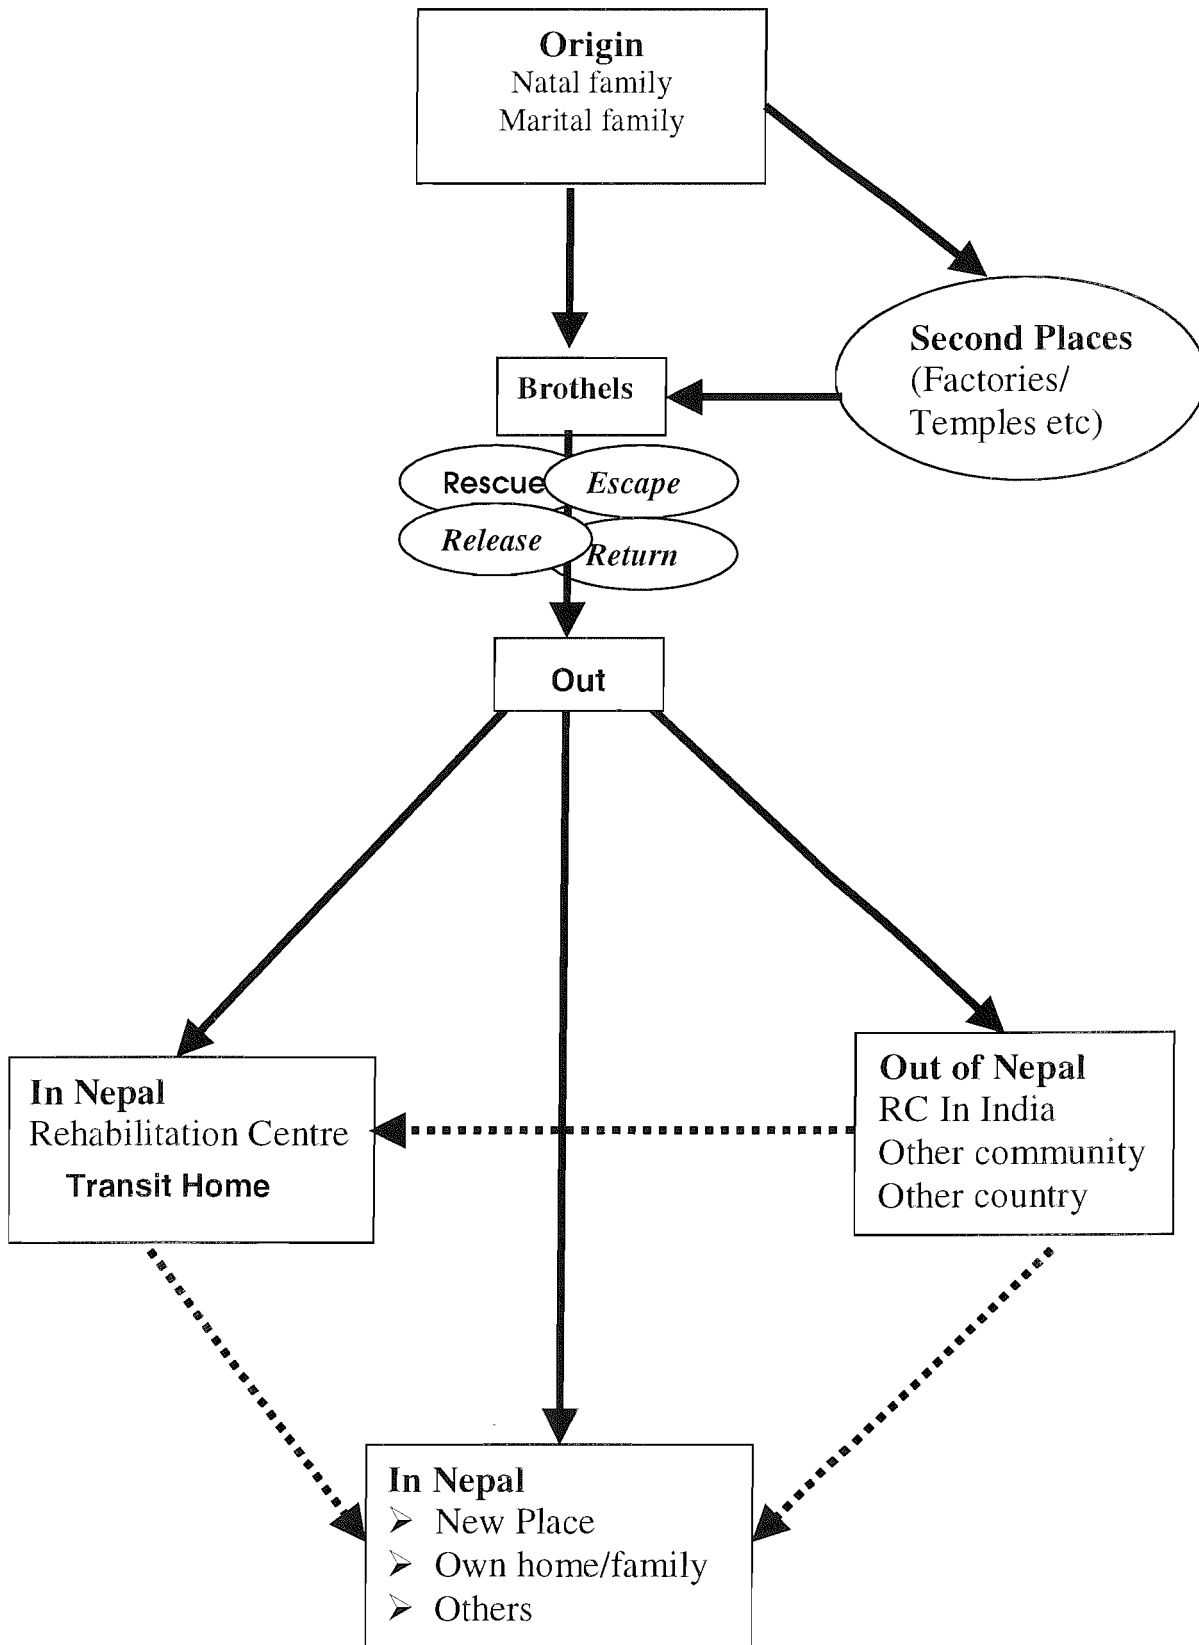 Origin
Natal family
Marital family
Second Places
(Factories/
Temples etc)
Brothels
Rescue
Escape
Release
Return
Out
In Nepal
Rehabilitation Centre
Transit Home
Out of Nepal
RC In India
Other community
Other country
In Nepal
➢ New Place
➢ Own home/family
➢ Others